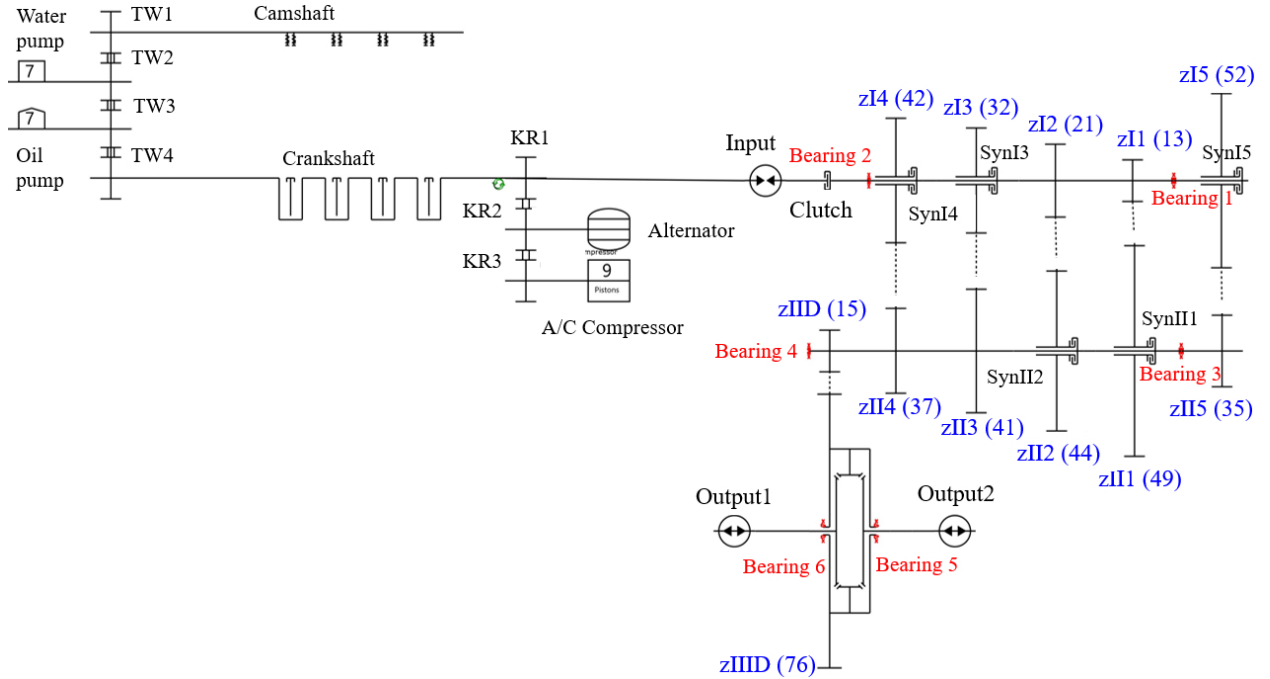 Water
pump
TW1
Camshaft
TW2
7
TW3
7
Oil
pump
TW4
Crankshaft
KR1
KR2
Alternator
mpressor
KR3
9
Pistons
A/C Compressor
Input
Clutch
Bearing 2
zI4 (42)
zI3 (32)
zI2 (21)
zI1 (13)
zI5 (52)
SynI3
SynI5
SynI4
Bearing 1
zIID (15)
Bearing 4
SynII1
SynII2
Bearing 3
zII4 (37)
zII3 (41)
zII2 (44)
zII1 (49)
zII5 (35)
Output1
Output2
Bearing 6
Bearing 5
zIIID (76)